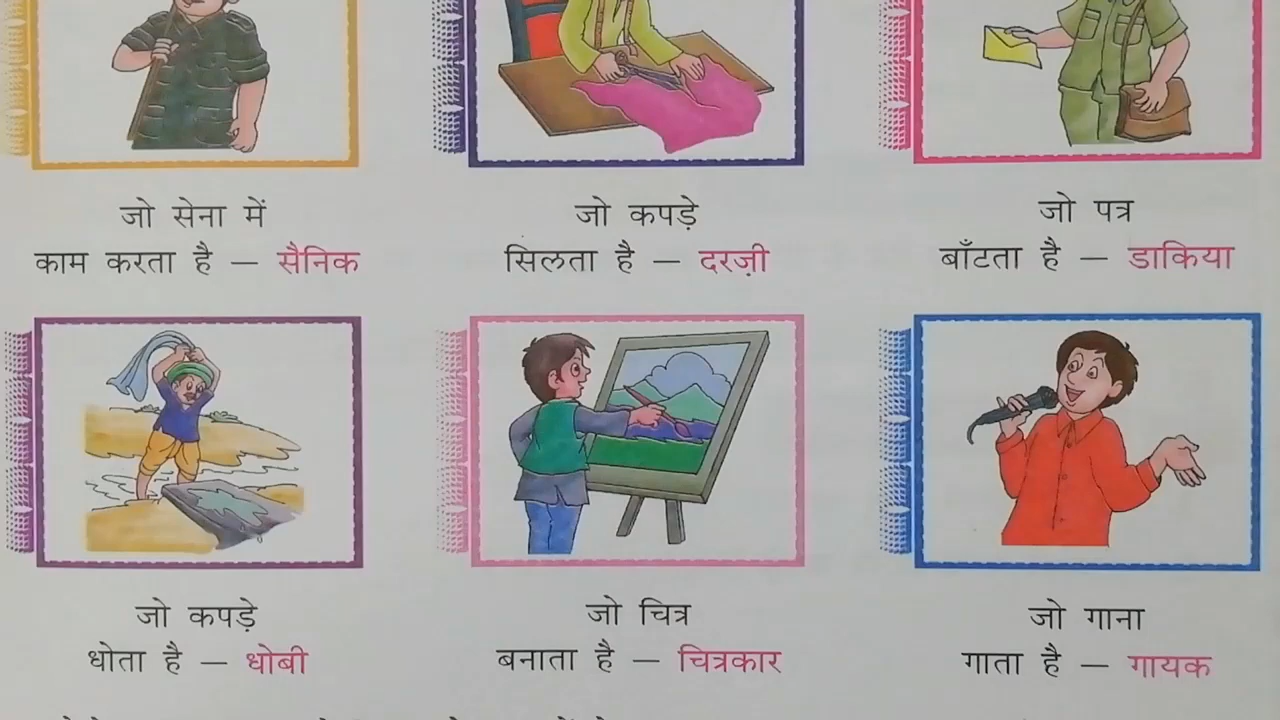 जो सेना में
काम करता है – सैनिक
जो कपड़े
सिलता है – दरज़ी
जो पत्र
बाँटता है – डाकिया
जो कपड़े
धोता है – धोबी
जो चित्र
बनाता है – चित्रकार
जो गाना
गाता है – गायक